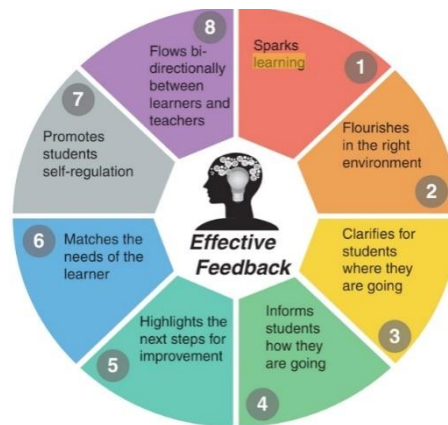 1
Sparks
learning
2
Flourishes
in the right
environment
3
Clarifies for
students
where they
are going
4
Informs
students
how they
are going
5
Highlights the
next steps for
improvement
6
Matches the
needs of the
learner
7
Promotes
students
self-regulation
8
Flows bi-
directionally
between
learners and
teachers
Effective
Feedback